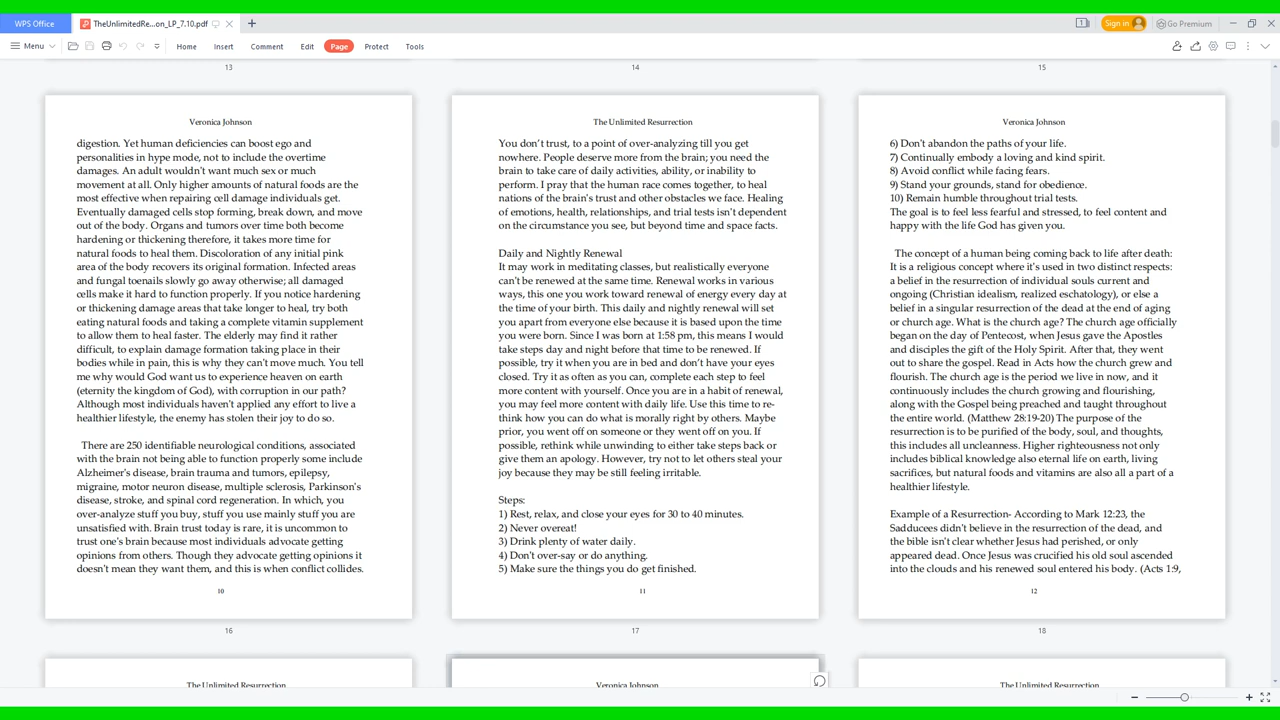 WPS Office
TheUnlimitedRe...on_LP_7.10.pdf
1
Sign in
Go Premium
Menu
Home
Insert
Comment
Edit
Page
Protect
Tools
13
14
15
Veronica Johnson
digestion. Yet human deficiencies can boost ego and
personalities in hype mode, not to include the overtime
damages. An adult wouldn't want much sex or much
movement at all. Only higher amounts of natural foods are the
most effective when repairing cell damage individuals get.
Eventually damaged cells stop forming, break down, and move
out of the body. Organs and tumors over time both become
hardening or thickening therefore, it takes more time for
natural foods to heal them. Discoloration of any initial pink
area of the body recovers its original formation. Infected areas
and fungal toenails slowly go away otherwise; all damaged
cells make it hard to function properly. If you notice hardening
or thickening damage areas that take longer to heal, try both
eating natural foods and taking a complete vitamin supplement
to allow them to heal faster. The elderly may find it rather
difficult, to explain damage formation taking place in their
bodies while in pain, this is why they can't move much. You tell
me why would God want us to experience heaven on earth
(eternity the kingdom of God), with corruption in our path?
Although most individuals haven't applied any effort to live a
healthier lifestyle, the enemy has stolen their joy to do so.
There are 250 identifiable neurological conditions, associated
with the brain not being able to function properly some include
Alzheimer's disease, brain trauma and tumors, epilepsy,
migraine, motor neuron disease, multiple sclerosis, Parkinson's
disease, stroke, and spinal cord regeneration. In which, you
over-analyze stuff you buy, stuff you use mainly stuff you are
unsatisfied with. Brain trust today is rare, it is uncommon to
trust one's brain because most individuals advocate getting
opinions from others. Though they advocate getting opinions it
doesn't mean they want them, and this is when conflict collides.
10
The Unlimited Resurrection
You don't trust, to a point of over-analyzing till you get
nowhere. People deserve more from the brain; you need the
brain to take care of daily activities, ability, or inability to
perform. I pray that the human race comes together, to heal
nations of the brain's trust and other obstacles we face. Healing
of emotions, health, relationships, and trial tests isn't dependent
on the circumstance you see, but beyond time and space facts.
Daily and Nightly Renewal
It may work in meditating classes, but realistically everyone
can't be renewed at the same time. Renewal works in various
ways, this one you work toward renewal of energy every day at
the time of your birth. This daily and nightly renewal will set
you apart from everyone else because it is based upon the time
you were born. Since I was born at 1:58 pm, this means I would
take steps day and night before that time to be renewed. If
possible, try it when you are in bed and don't have your eyes
closed. Try it as often as you can, complete each step to feel
more content with yourself. Once you are in a habit of renewal,
you may feel more content with daily life. Use this time to re-
think how you can do what is morally right by others. Maybe
prior, you went off on someone or they went off on you. If
possible, rethink while unwinding to either take steps back or
give them an apology. However, try not to let others steal your
joy because they may be still feeling irritable.
Steps:
1) Rest, relax, and close your eyes for 30 to 40 minutes.
2) Never overeat!
3) Drink plenty of water daily.
4) Don't over-say or do anything.
5) Make sure the things you do get finished.
11
Veronica Johnson
6) Don't abandon the paths of your life.
7) Continually embody a loving and kind spirit.
8) Avoid conflict while facing fears.
9) Stand your grounds, stand for obedience.
10) Remain humble throughout trial tests.
The goal is to feel less fearful and stressed, to feel content and
happy with the life God has given you.
The concept of a human being coming back to life after death:
It is a religious concept where it's used in two distinct respects:
a belief in the resurrection of individual souls current and
ongoing (Christian idealism, realized eschatology), or else a
belief in a singular resurrection of the dead at the end of aging
or church age. What is the church age? The church age officially
began on the day of Pentecost, when Jesus gave the Apostles
and disciples the gift of the Holy Spirit. After that, they went
out to share the gospel. Read in Acts how the church grew and
flourish. The church age is the period we live in now, and it
continuously includes the church growing and flourishing,
along with the Gospel being preached and taught throughout
the entire world. (Matthew 28:19-20) The purpose of the
resurrection is to be purified of the body, soul, and thoughts,
this includes all uncleanness. Higher righteousness not only
includes biblical knowledge also eternal life on earth, living
sacrifices, but natural foods and vitamins are also all a part of a
healthier lifestyle.
Example of a Resurrection- According to Mark 12:23, the
Sadducees didn't believe in the resurrection of the dead, and
the bible isn't clear whether Jesus had perished, or only
appeared dead. Once Jesus was crucified his old soul ascended
into the clouds and his renewed soul entered his body. (Acts 1:9,
12
16
17
18
The Unlimited Resurrection
Veronica Johnson
The Unlimited Resurrection